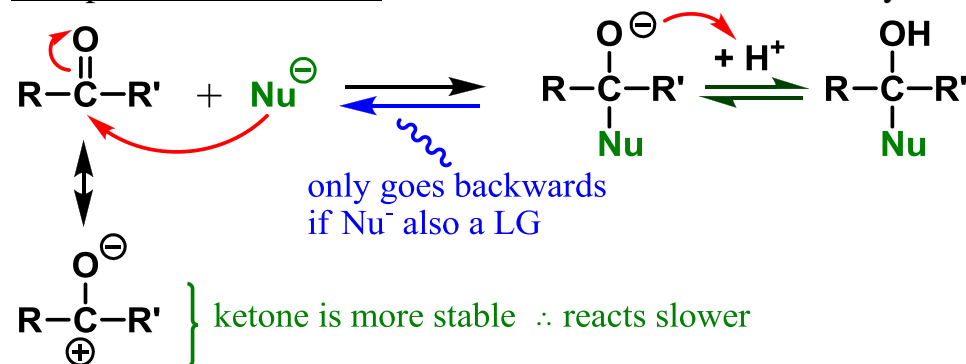 O
R–C–R' + Nu⊖
O⊖ + H⁺
R–C–R'
Nu
OH
R–C–R'
Nu
only goes backwards
if Nu⁻ also a LG
O⊖
R–C–R'
⊕
ketone is more stable ∴ reacts slower